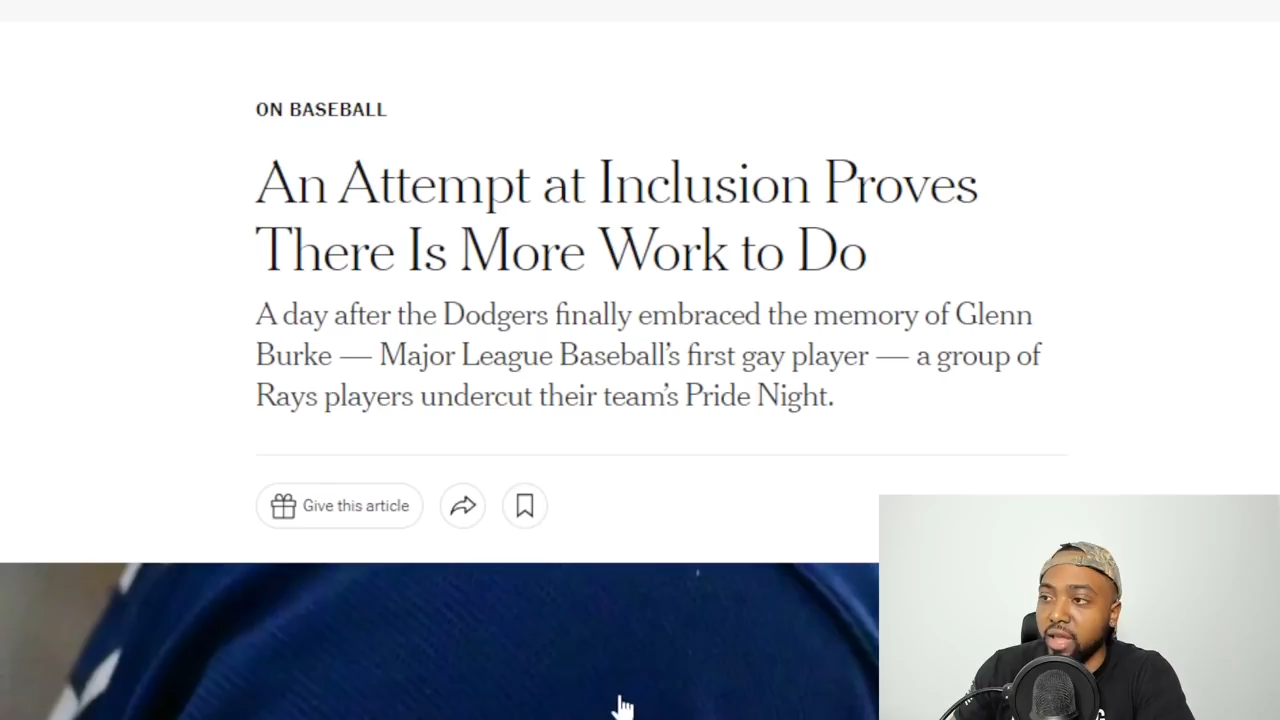 ON BASEBALL
An Attempt at Inclusion Proves
There Is More Work to Do
A day after the Dodgers finally embraced the memory of Glenn
Burke — Major League Baseball’s first gay player — a group of
Rays players undercut their team’s Pride Night.
Give this article